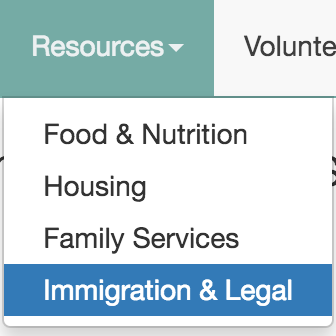 Resources Volunte
Food & Nutrition
Housing
Family Services
Immigration & Legal